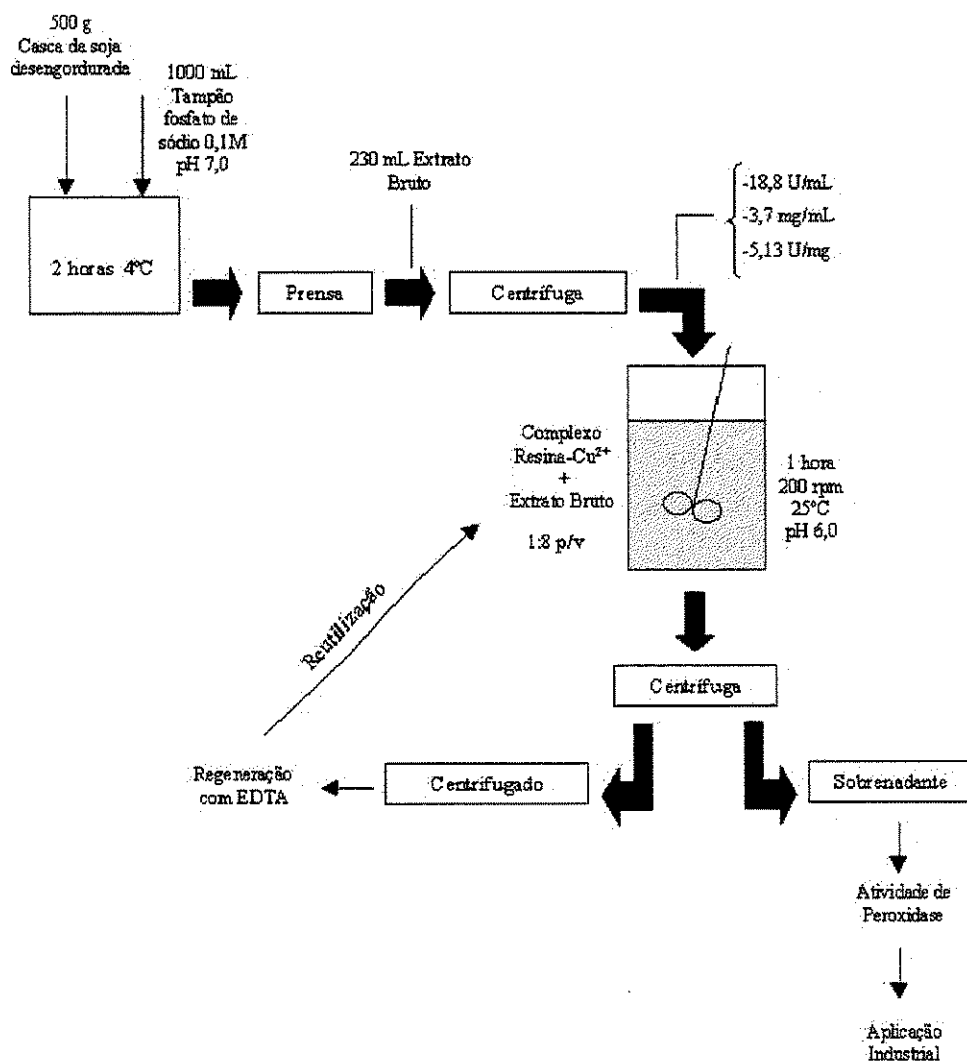 500 g
Casca da soja
desengordurada
1000 mL
Tampão
fosfato de
sódio 0,1M
pH 7,0
2 horas 4ºC
Prensa
230 mL Extrato
Bruto
Centrífuga
-18,8 U/mL
-3,7 mg/mL
-5,13 U/mg
Complexo
Resina-Cu²⁺
+
Extrato Bruto
1:8 p/v
1 hora
200 rpm
25ºC
pH 6,0
Reutilização
Centrífuga
Regeneração
com EDTA
Centrifugado
Sobrenadante
Atividade de
Peroxidase
Aplicação
Industrial